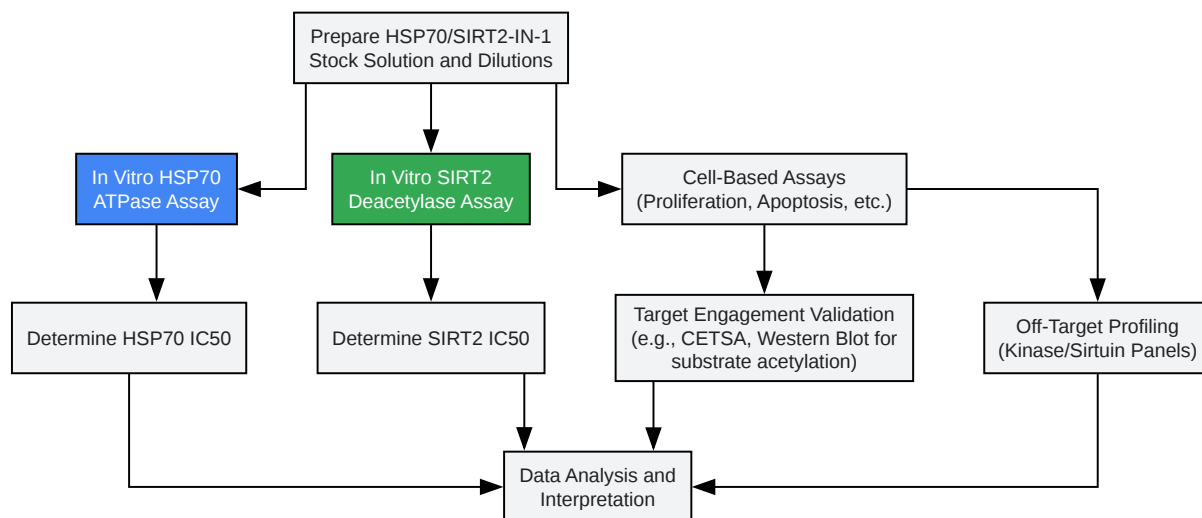 Prepare HSP70/SIRT2-IN-1
Stock Solution and Dilutions
In Vitro HSP70
ATPase Assay
In Vitro SIRT2
Deacetylase Assay
Cell-Based Assays
(Proliferation, Apoptosis, etc.)
Determine HSP70 IC50
Determine SIRT2 IC50
Target Engagement Validation
(e.g., CETSA, Western Blot for
substrate acetylation)
Off-Target Profiling
(Kinase/Sirtuin Panels)
Data Analysis and
Interpretation